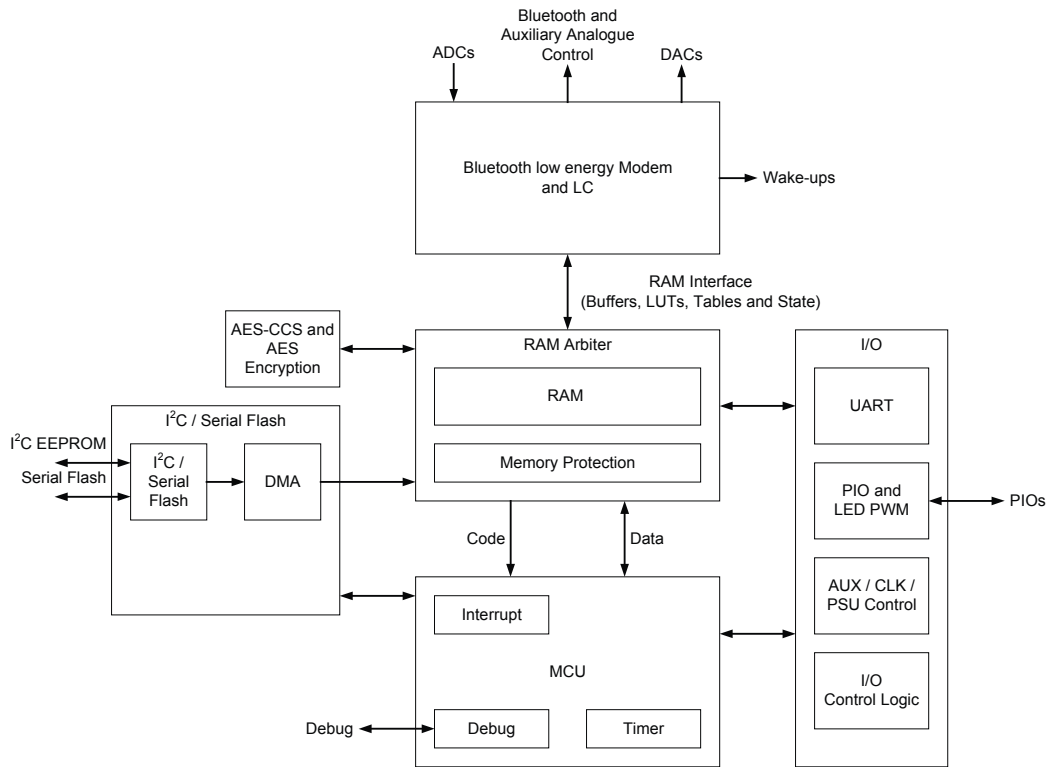 Bluetooth and
Auxiliary Analogue
Control
ADCs
DACs
Bluetooth low energy Modem
and LC
Wake-ups
RAM Interface
(Buffers, LUTs, Tables and State)
AES-CCS and
AES
Encryption
RAM Arbiter
RAM
Memory Protection
I/O
UART
PIO and
LED PWM
PIOs
AUX / CLK /
PSU Control
I/O
Control Logic
I²C / Serial Flash
I²C EEPROM
Serial Flash
I²C /
Serial
Flash
DMA
Code
Data
Interrupt
MCU
Debug
Debug
Timer